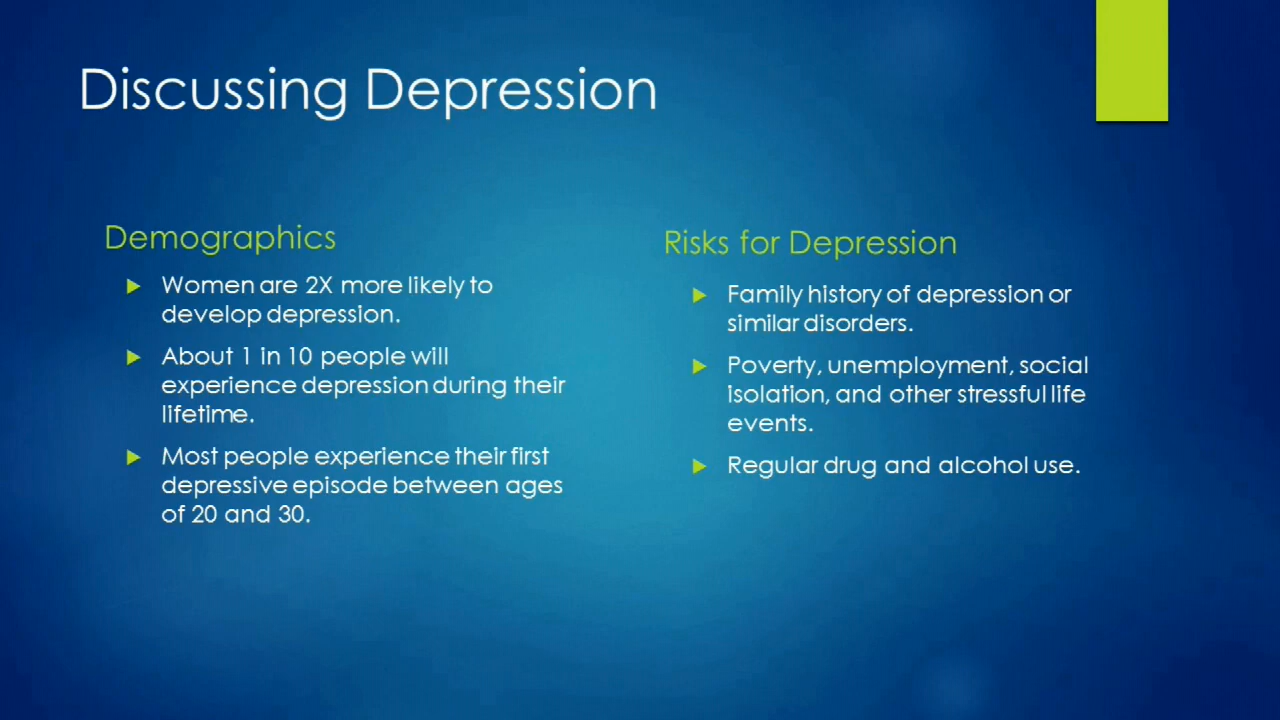 Discussing Depression
Demographics
Women are 2X more likely to
develop depression.
About 1 in 10 people will
experience depression during their
lifetime.
Most people experience their first
depressive episode between ages
of 20 and 30.
Risks for Depression
Family history of depression or
similar disorders.
Poverty, unemployment, social
isolation, and other stressful life
events.
Regular drug and alcohol use.